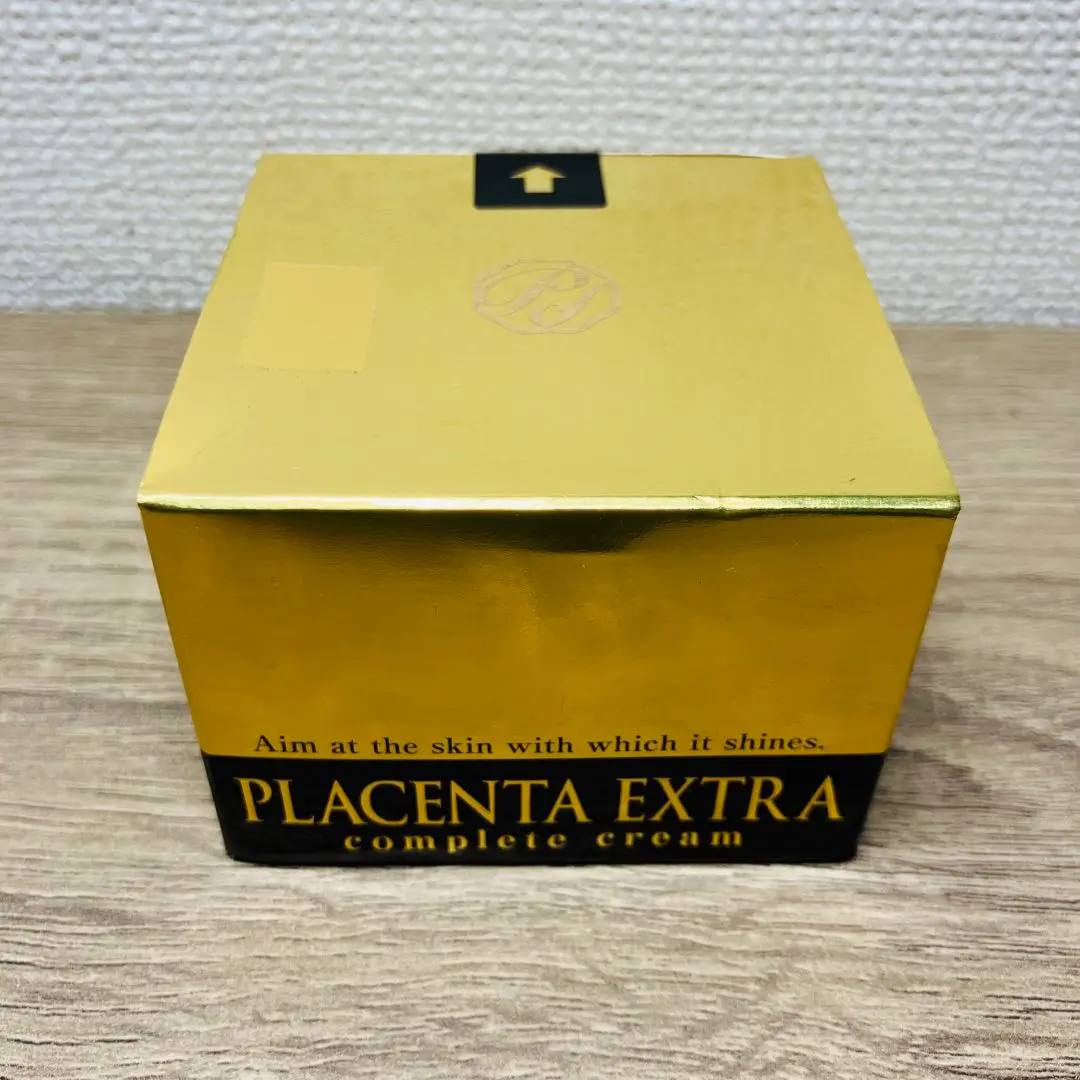 Aim at the skin with which it shines.
PLACENTA EXTRA
complete cream